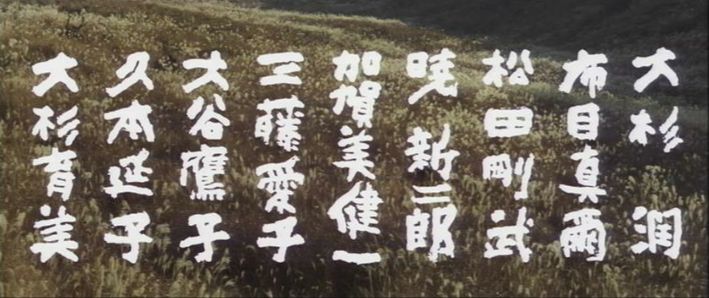 大杉潤
布目真爾
松田剛武
暁新二郎
加賀美健一
三藤愛子
大谷鷹子
久本延子
大杉育美